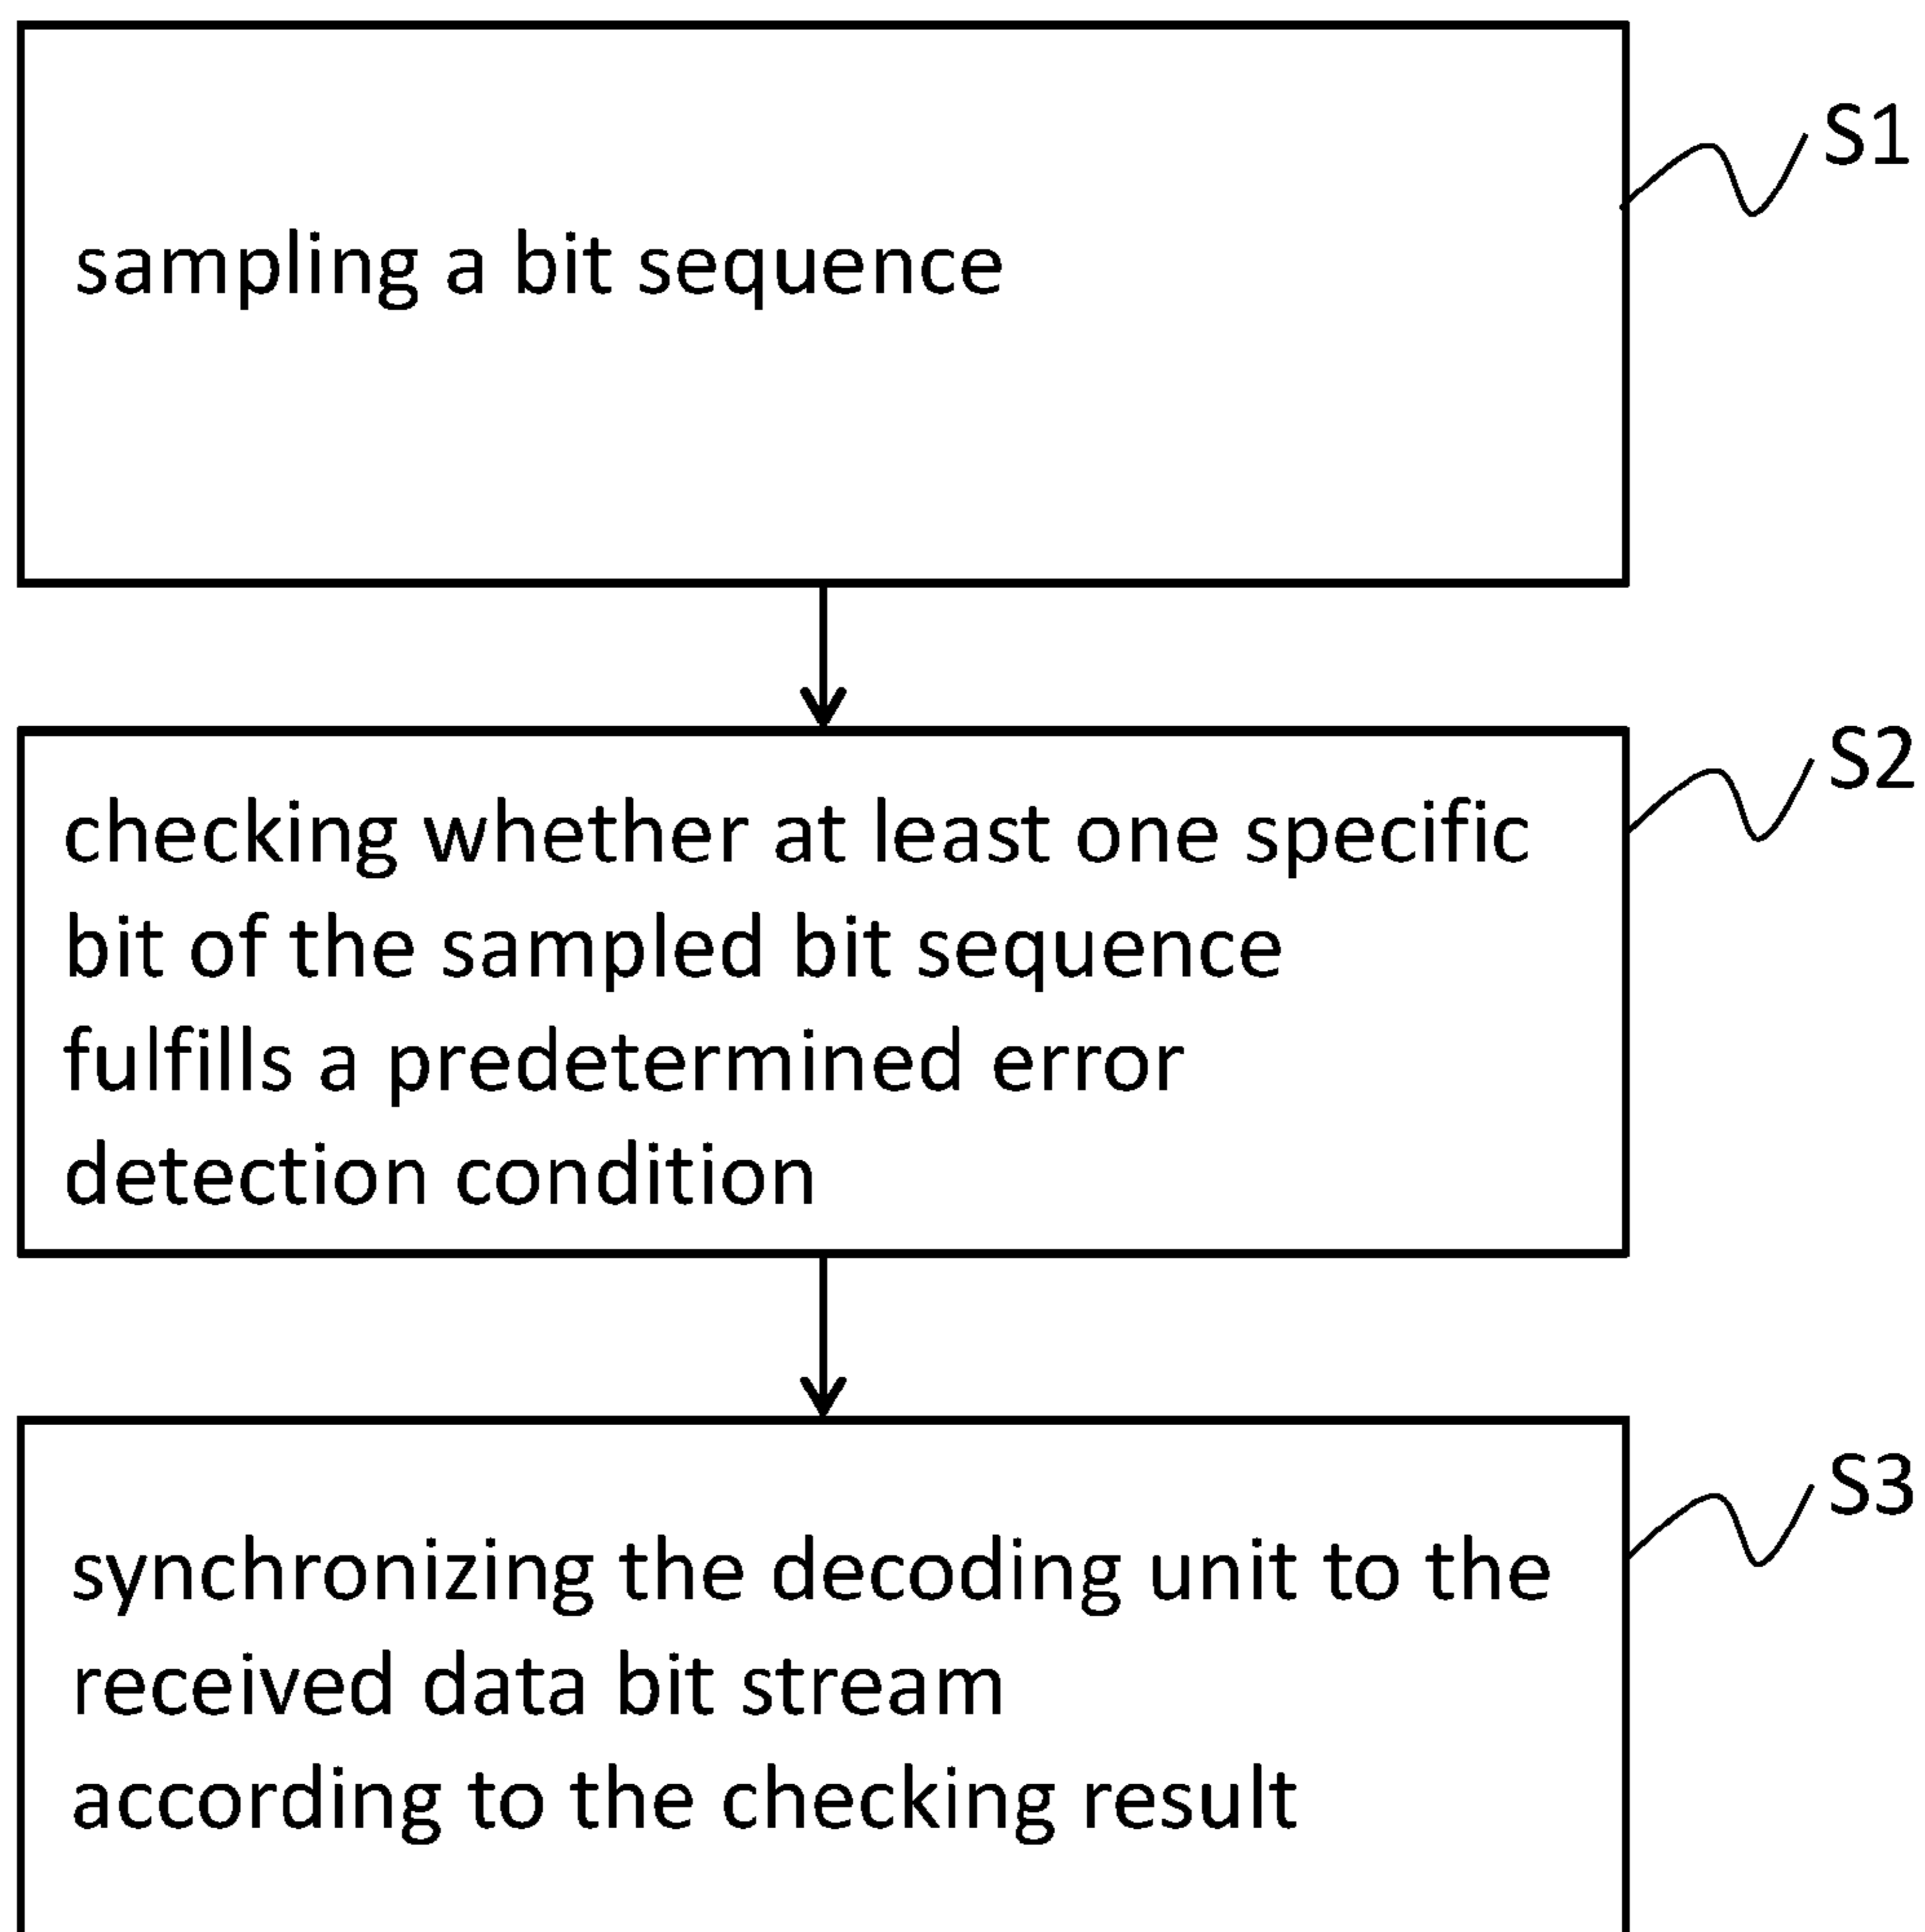 S1
sampling a bit sequence
S2
checking whether at least one specific
bit of the sampled bit sequence
fulfills a predetermined error
detection condition
S3
synchronizing the decoding unit to the
received data bit stream
according to the checking result